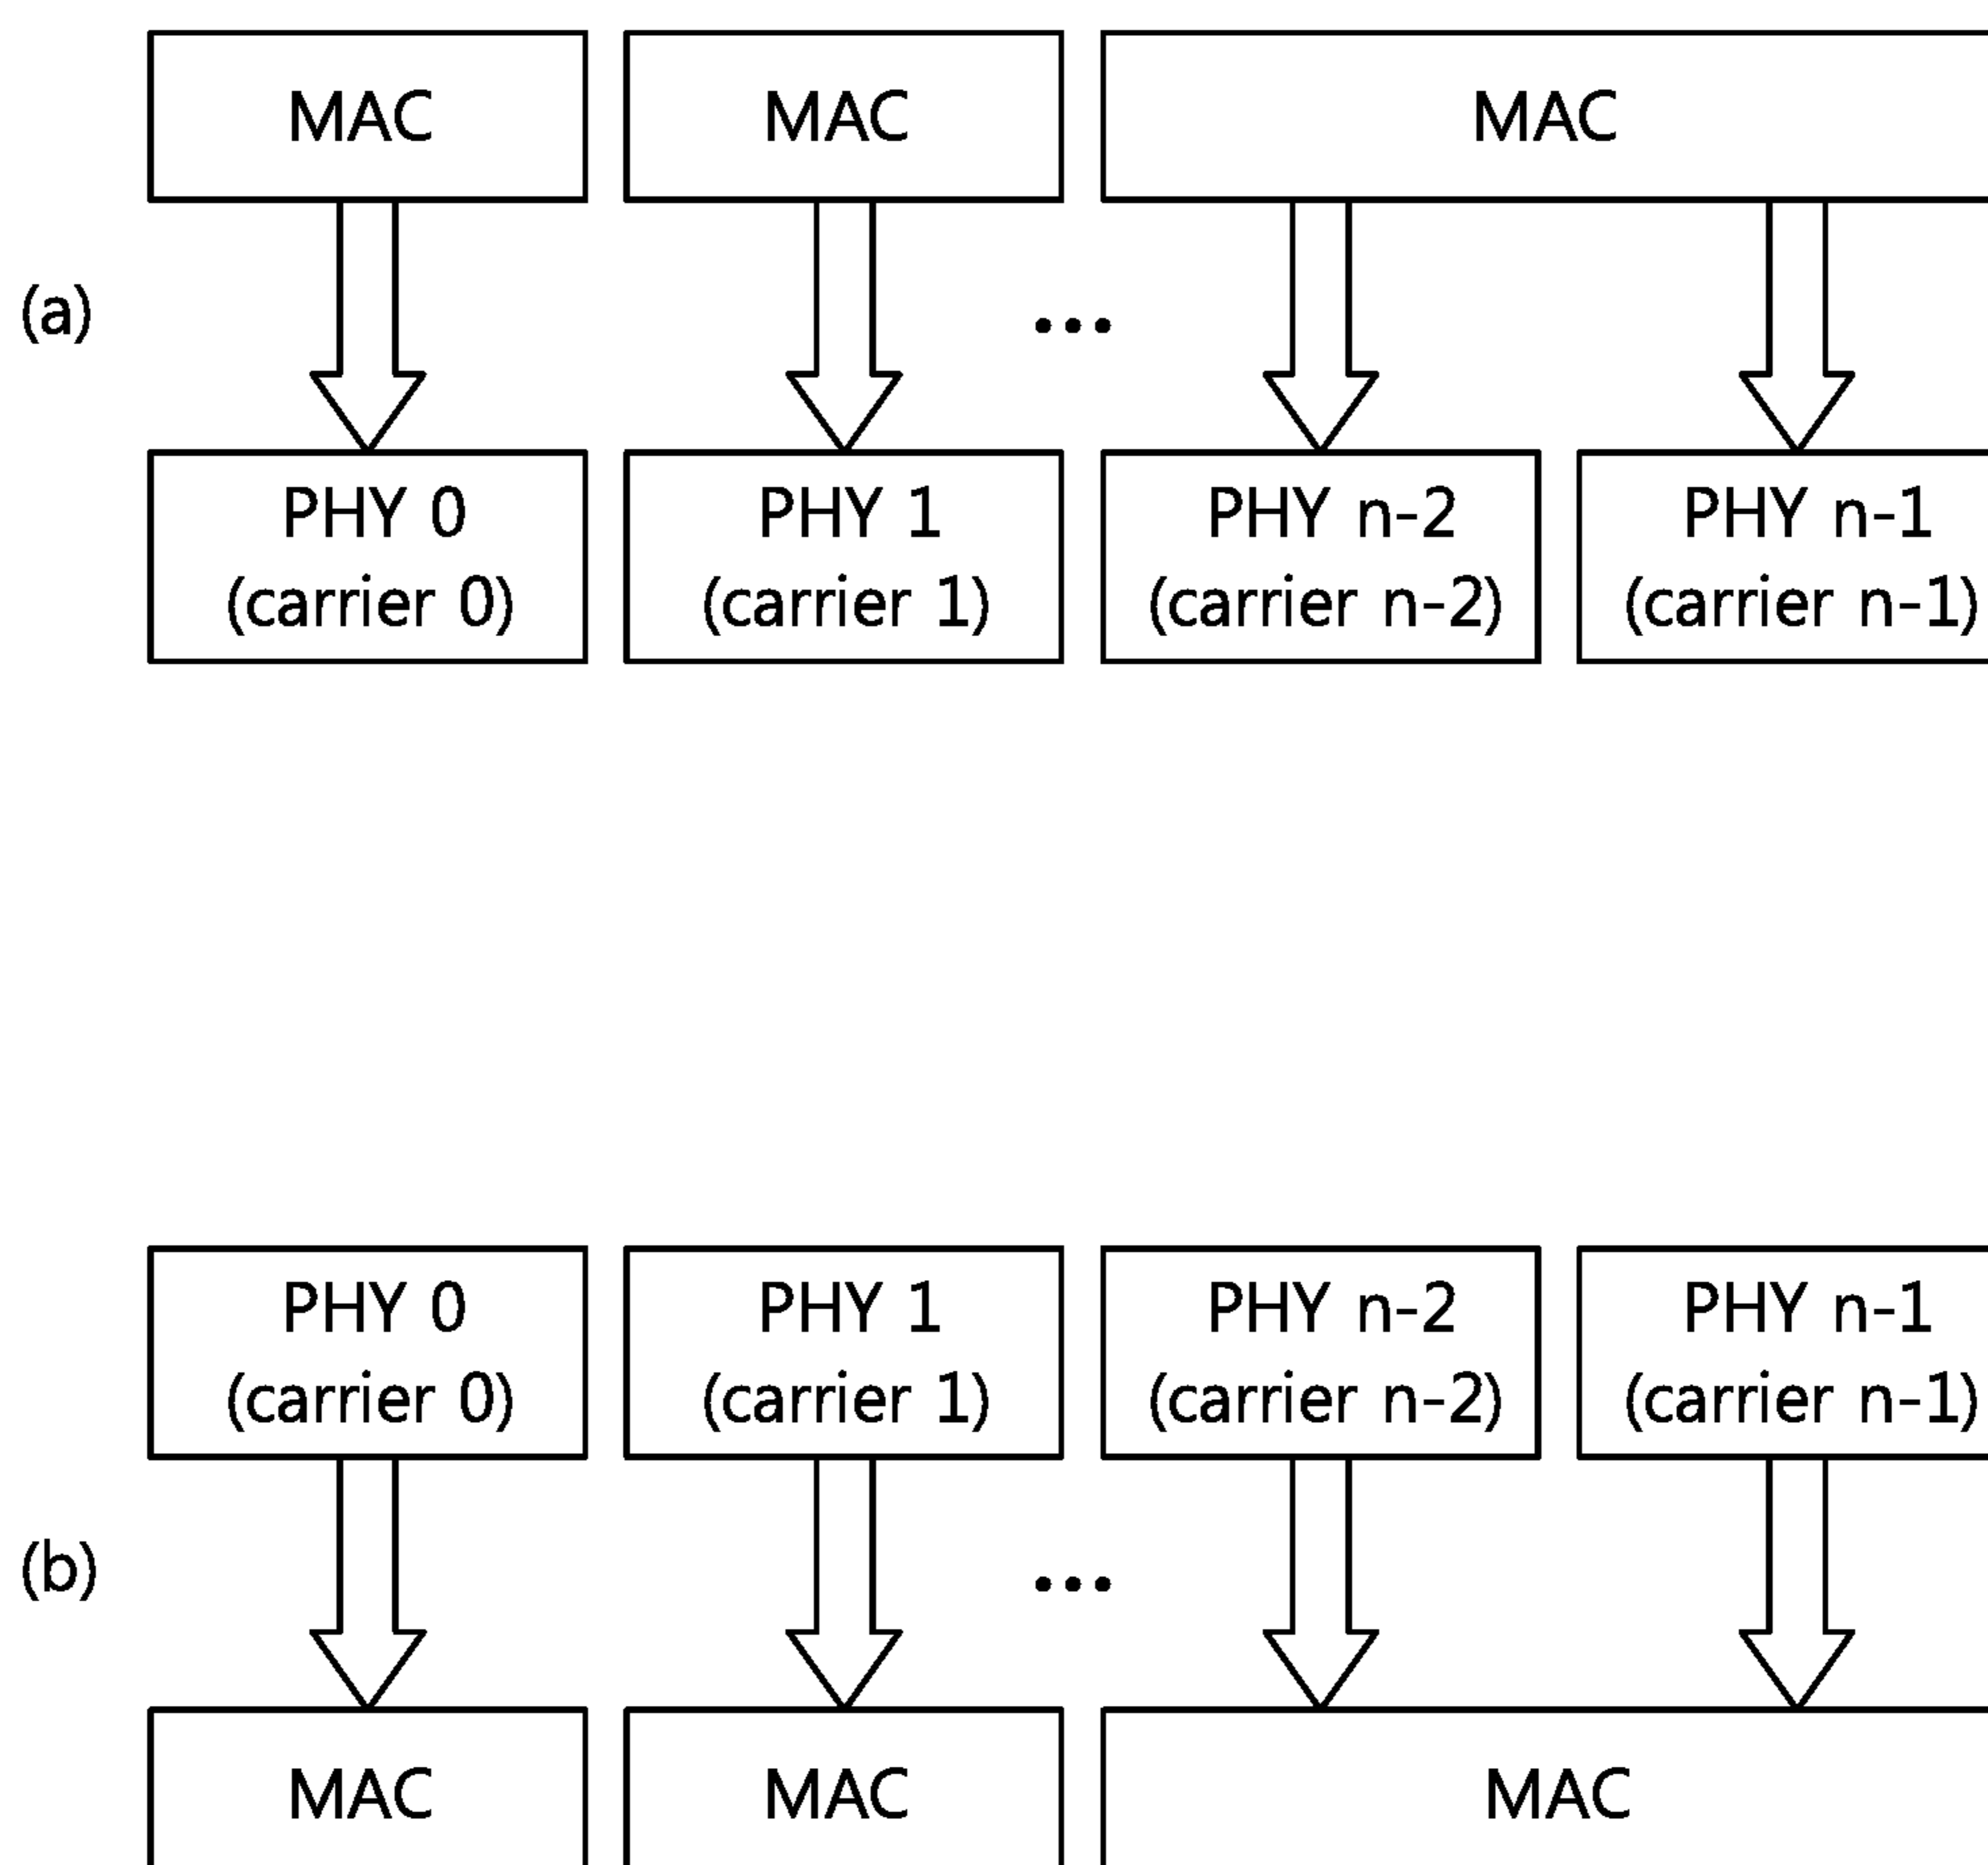 MAC MAC MAC
(a)
...
PHY 0 PHY 1 PHY n-2 PHY n-1
(carrier 0) (carrier 1) (carrier n-2) (carrier n-1)
PHY 0 PHY 1 PHY n-2 PHY n-1
(carrier 0) (carrier 1) (carrier n-2) (carrier n-1)
(b)
...
MAC MAC MAC